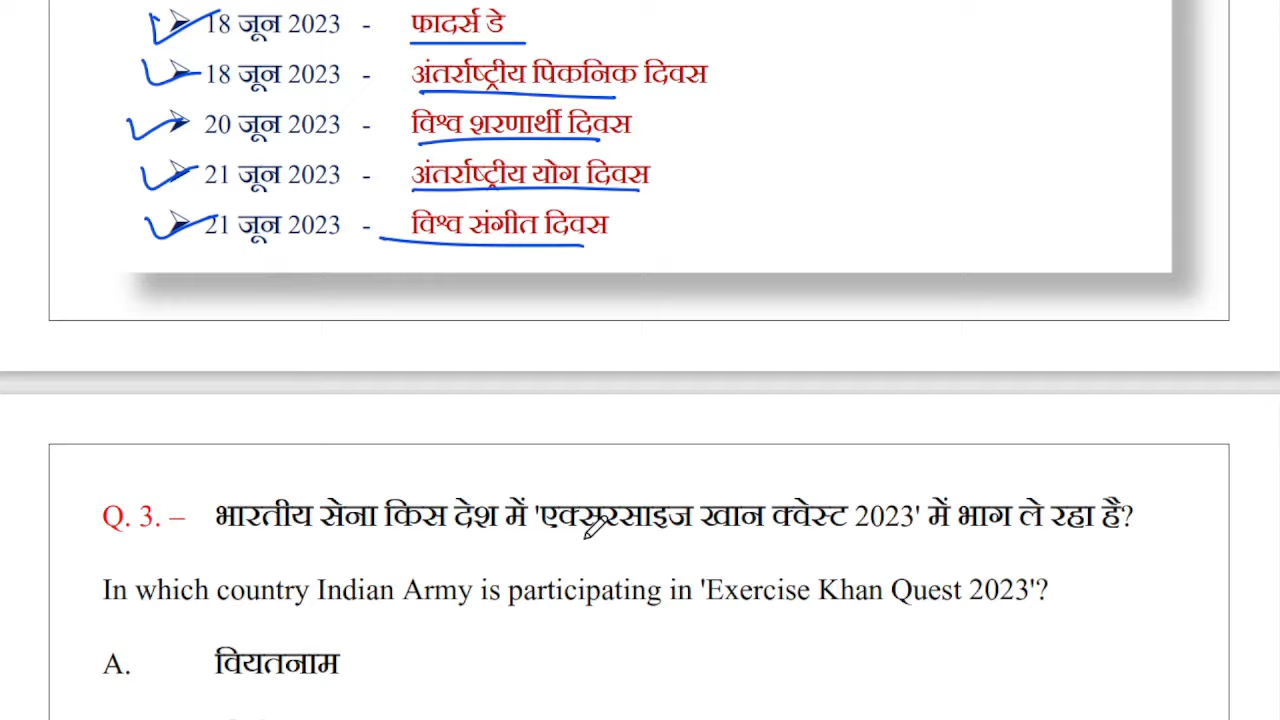 ➢ 18 जून 2023 - फादर्स डे
➢ 18 जून 2023 - अंतर्राष्ट्रीय पिकनिक दिवस
➢ 20 जून 2023 - विश्व शरणार्थी दिवस
➢ 21 जून 2023 - अंतर्राष्ट्रीय योग दिवस
➢ 21 जून 2023 - विश्व संगीत दिवस
Q. 3. – भारतीय सेना किस देश में 'एक्सरसाइज खान क्वेस्ट 2023' में भाग ले रहा है?
In which country Indian Army is participating in 'Exercise Khan Quest 2023'?
A. वियतनाम